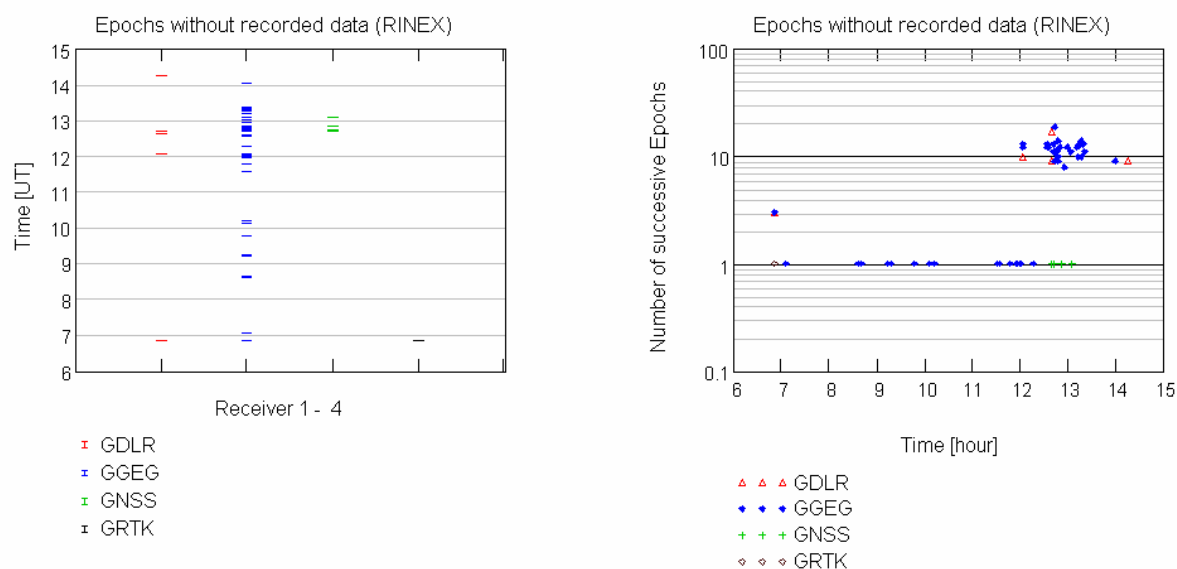 Epochs without recorded data (RINEX)
15
14
13
12
11
10
9
8
7
6
Time [UT]
Receiver 1 - 4
GDLR
GGEG
GNSS
GRTK
Epochs without recorded data (RINEX)
100
10
1
0.1
Number of successive Epochs
6 7 8 9 10 11 12 13 14 15
Time [hour]
GDLR
GGEG
GNSS
GRTK